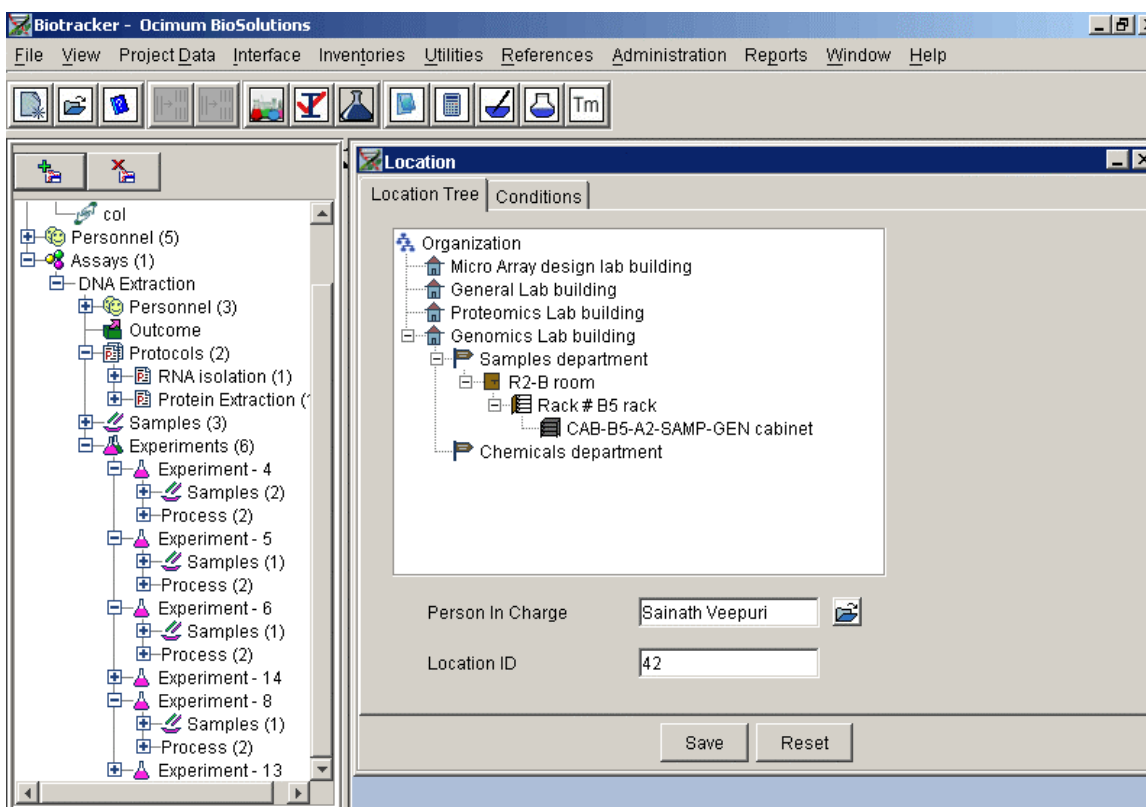 Biotracker - Ocimum BioSolutions
File View Project Data Interface Inventories Utilities References Administration Reports Window Help
Tm
col
Personnel (5)
Assays (1)
DNA Extraction
Personnel (3)
Outcome
Protocols (2)
RNA isolation (1)
Protein Extraction (
Samples (3)
Experiments (6)
Experiment - 4
Samples (2)
Process (2)
Experiment - 5
Samples (1)
Process (2)
Experiment - 6
Samples (1)
Process (2)
Experiment - 14
Experiment - 8
Samples (1)
Process (2)
Experiment - 13
Location
Location Tree Conditions
Organization
Micro Array design lab building
General Lab building
Proteomics Lab building
Genomics Lab building
Samples department
R2-B room
Rack # B5 rack
CAB-B5-A2-SAMP-GEN cabinet
Chemicals department
Person In Charge Sainath Veepuri
Location ID 42
Save Reset